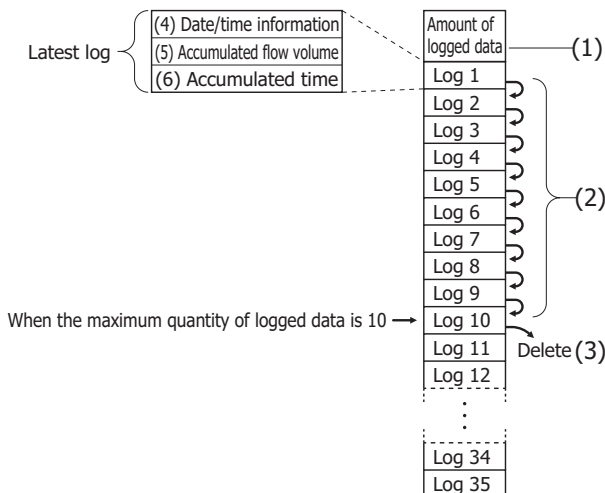 Latest log
(4) Date/time information
(5) Accumulated flow volume
(6) Accumulated time
Amount of
logged data
(1)
Log 1
Log 2
Log 3
Log 4
Log 5
Log 6
Log 7
Log 8
Log 9
(2)
When the maximum quantity of logged data is 10
Log 10
Log 11
Delete (3)
Log 12
Log 34
Log 35